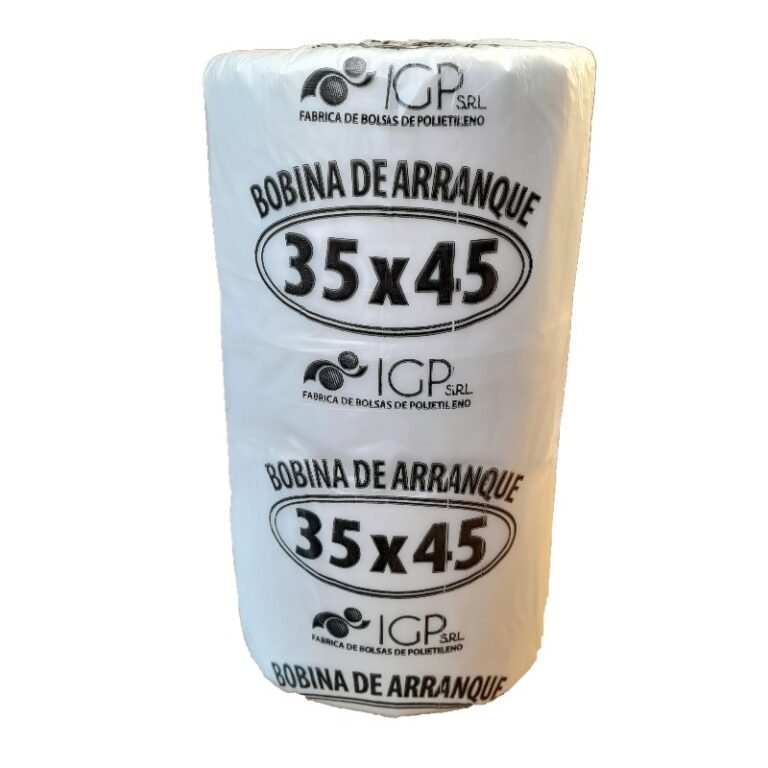 IGP S.R.L.
FABRICA DE BOLSAS DE POLIETILENO
BOBINA DE ARRANQUE
35x45
IGP S.R.L.
FABRICA DE BOLSAS DE POLIETILENO
BOBINA DE ARRANQUE
35x45
IGP S.R.L.
FABRICA DE BOLSAS DE POLIETILENO
BOBINA DE ARRANQUE